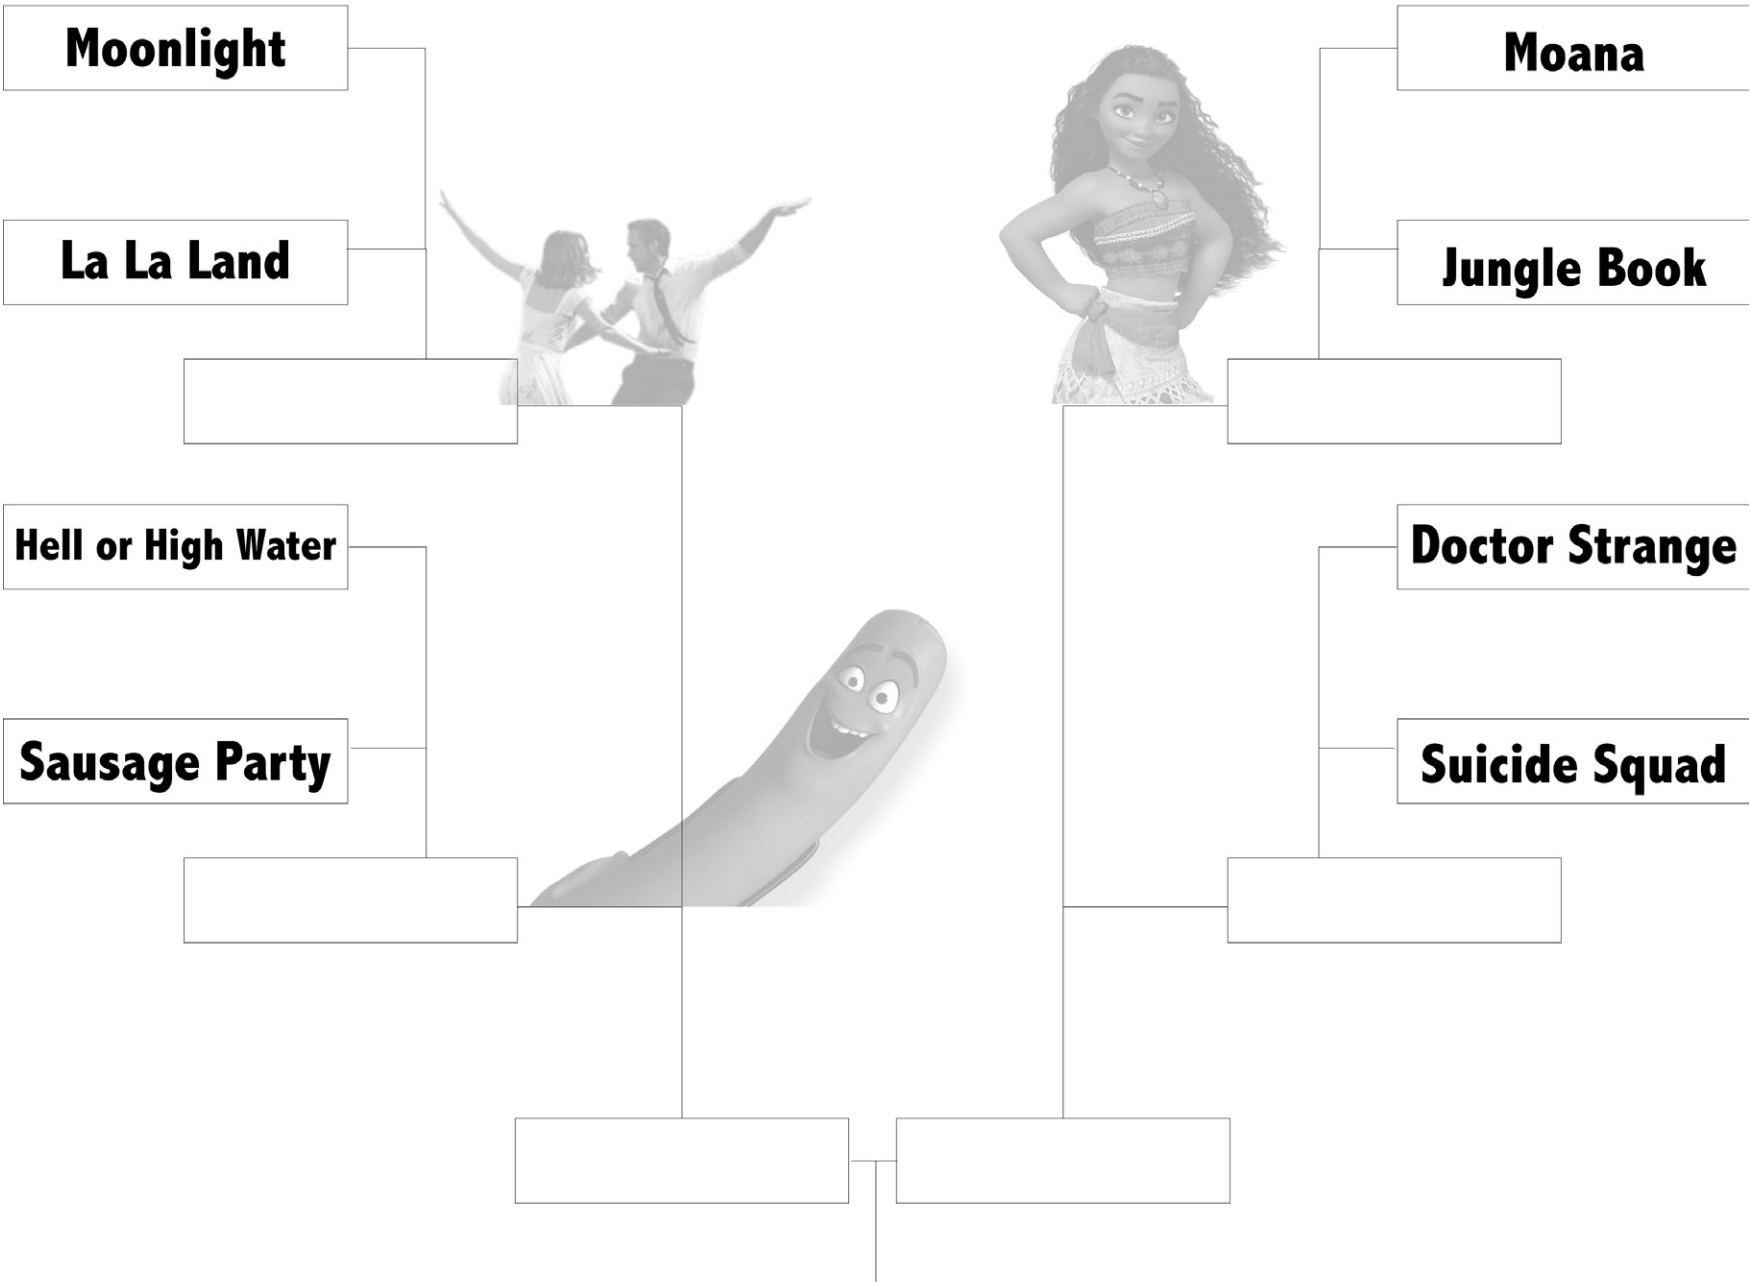 Moonlight
La La Land
Hell or High Water
Sausage Party
Moana
Jungle Book
Doctor Strange
Suicide Squad